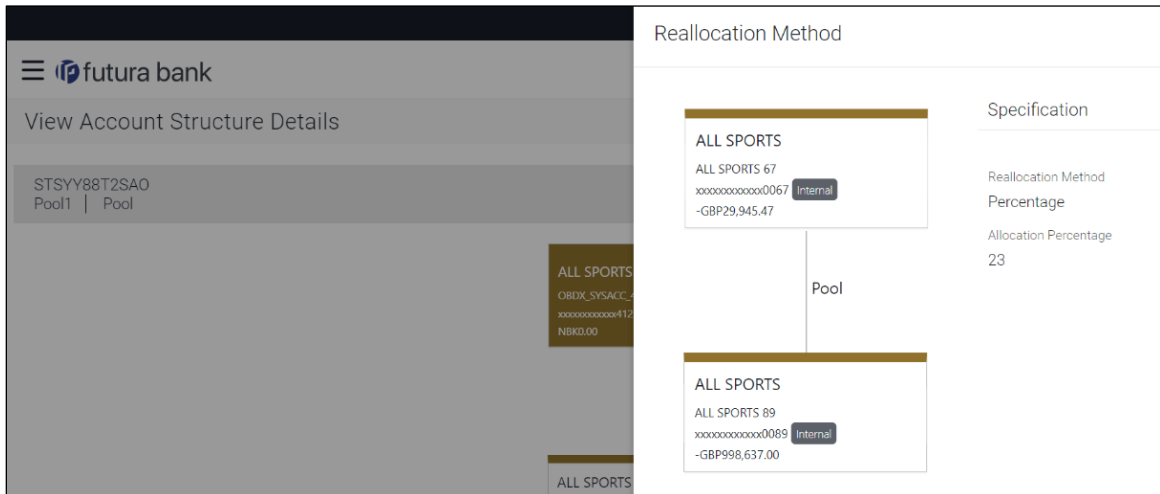 Reallocation Method
futura bank
View Account Structure Details
STSYY88T2SAO
Pool1 | Pool
ALL SPORTS
OBDX_SYSACC_4
xxxxxxxxxxxx412
NBK0.00
ALL SPORTS
ALL SPORTS
ALL SPORTS 67
xxxxxxxxxxxx0067 Internal
-GBP29,945.47
Pool
ALL SPORTS
ALL SPORTS 89
xxxxxxxxxxxx0089 Internal
-GBP998,637.00
Specification
Reallocation Method
Percentage
Allocation Percentage
23